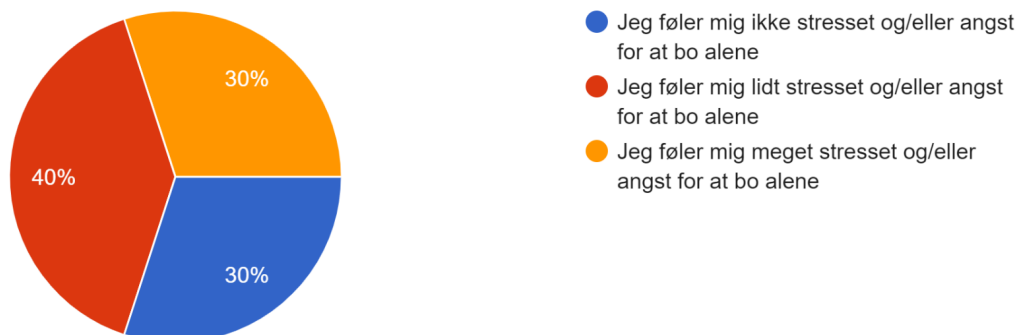 30%
40%
30%
Jeg føler mig ikke stresset og/eller angst
for at bo alene
Jeg føler mig lidt stresset og/eller angst
for at bo alene
Jeg føler mig meget stresset og/eller
angst for at bo alene